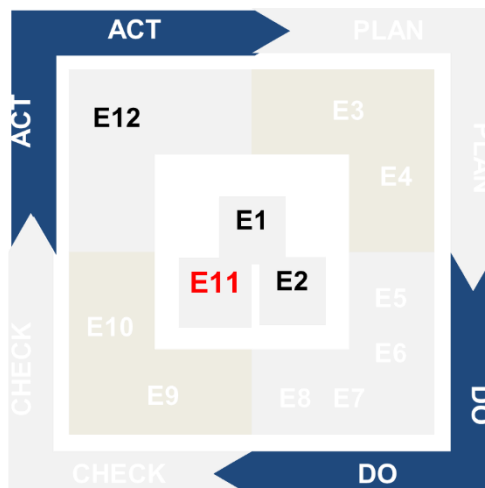 ACT PLAN
ACT
PLAN
E12
E3
E4
E1
E11
E2
E5
E10
E6
E9
E8 E7
CHECK
DO
CHECK
DO